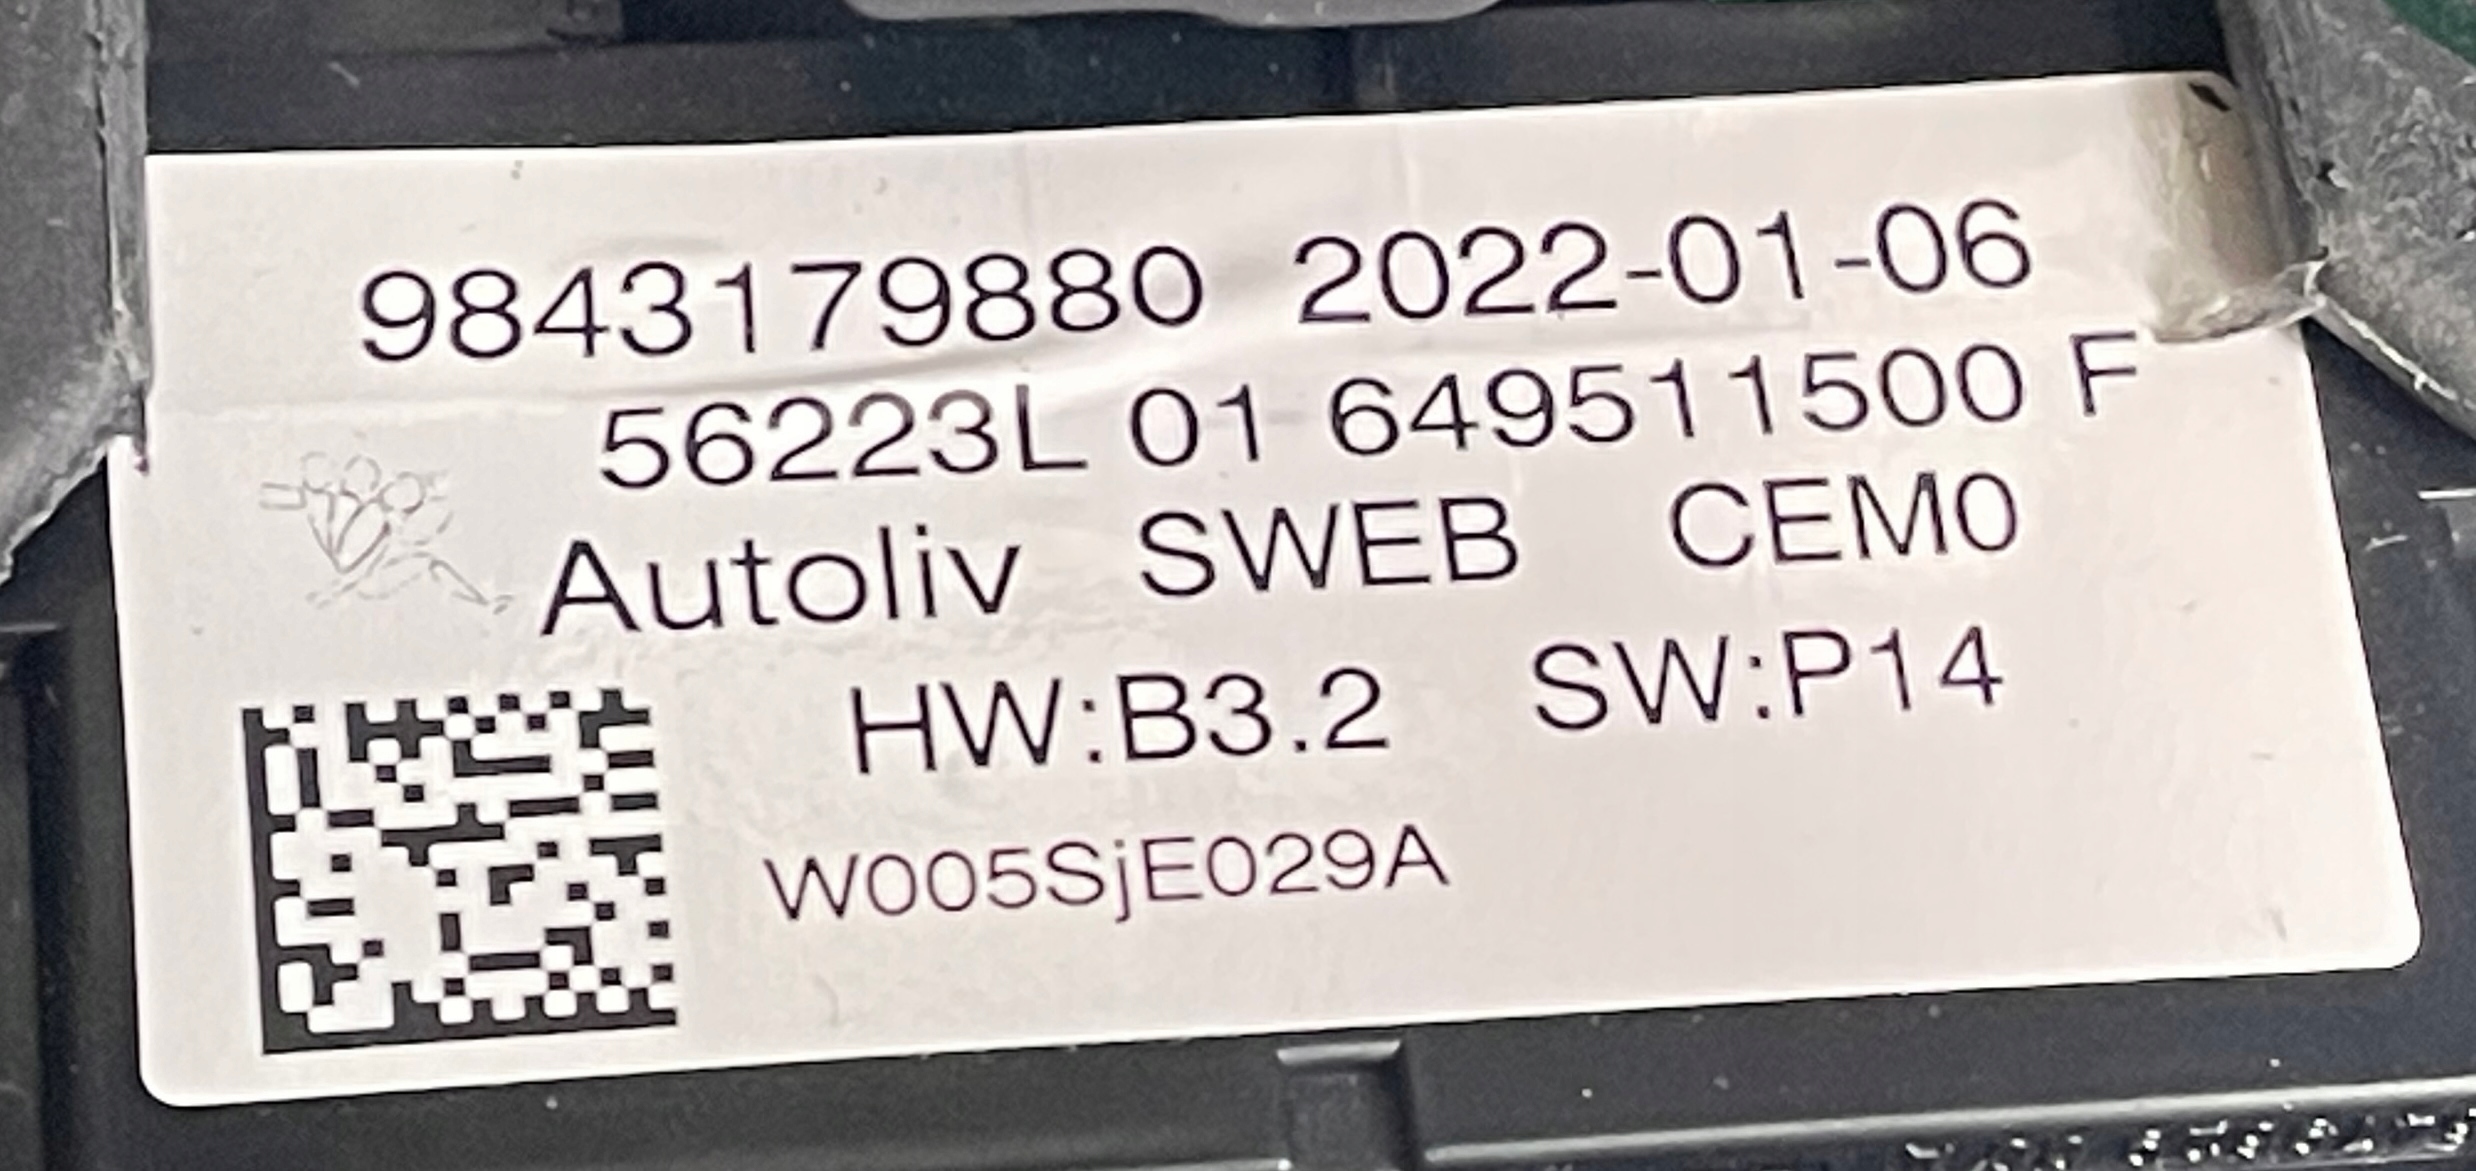 9843179880 2022-01-06
56223L 01 649511500 F
Autoliv SWEB CEM0
HW:B3.2 SW:P14
W005SjE029A